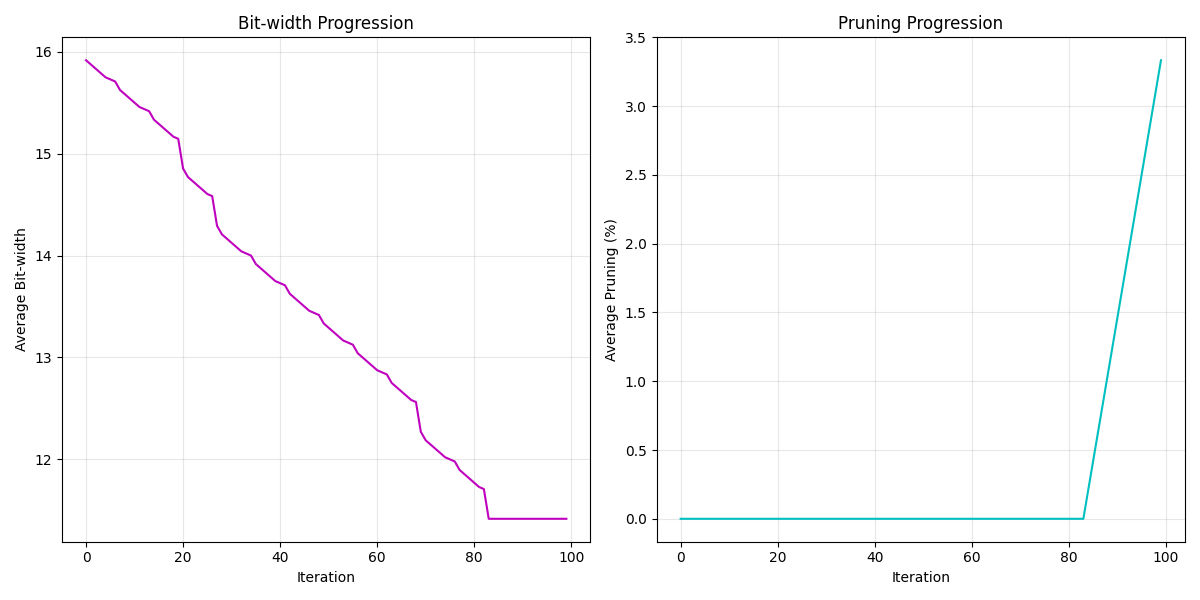 Bit-width Progression
Average Bit-width
16
15
14
13
12
0 20 40 60 80 100
Iteration
Pruning Progression
Average Pruning (%)
3.5
3.0
2.5
2.0
1.5
1.0
0.5
0.0
0 20 40 60 80 100
Iteration